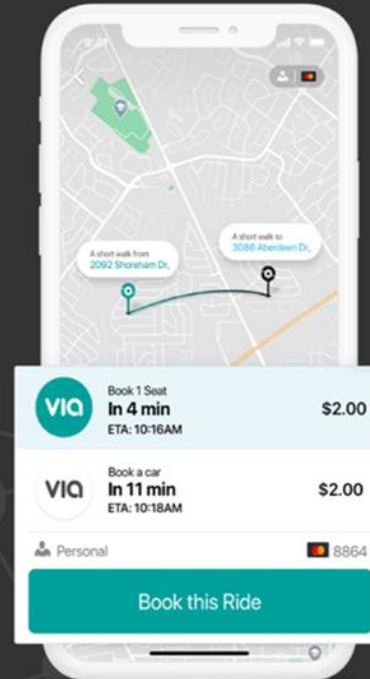 A short walk from
2092 Shoreham Dr,
A short walk to
3086 Aberdeen Dr,
VIA
Book 1 Seat
In 4 min
ETA: 10:16AM
$2.00
VIA
Book a car
In 11 min
ETA: 10:18AM
$2.00
Personal
8864
Book this Ride